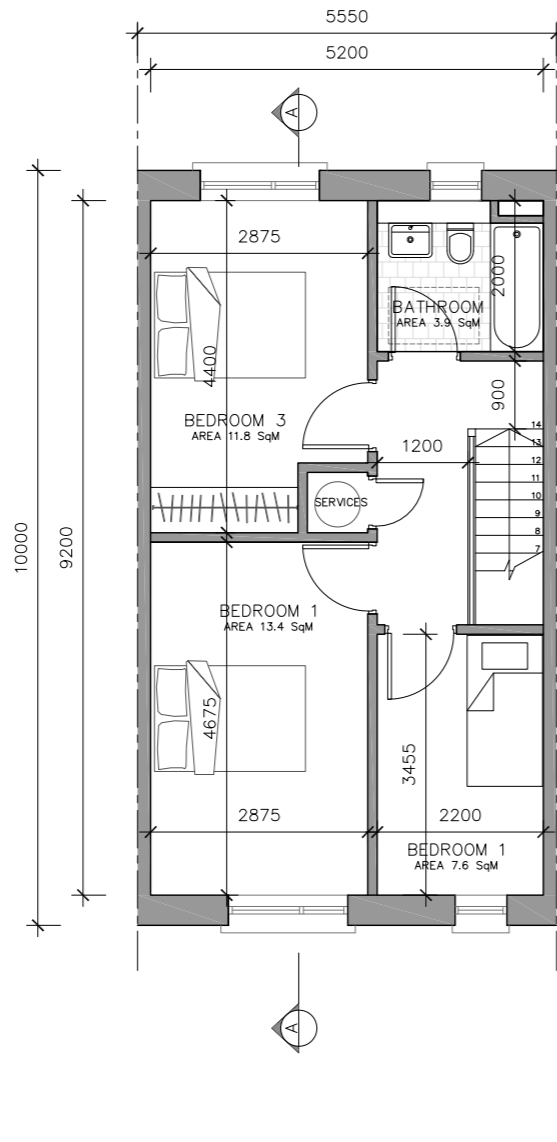 5550
5200
A
2875
2000
BATHROOM
AREA 3.9 SqM
4400
900
BEDROOM 3
AREA 11.8 SqM
14
13
12
11
10
9
8
7
1200
SERVICES
10000
9200
BEDROOM 1
AREA 13.4 SqM
4675
3455
2875
2200
BEDROOM 1
AREA 7.6 SqM
A